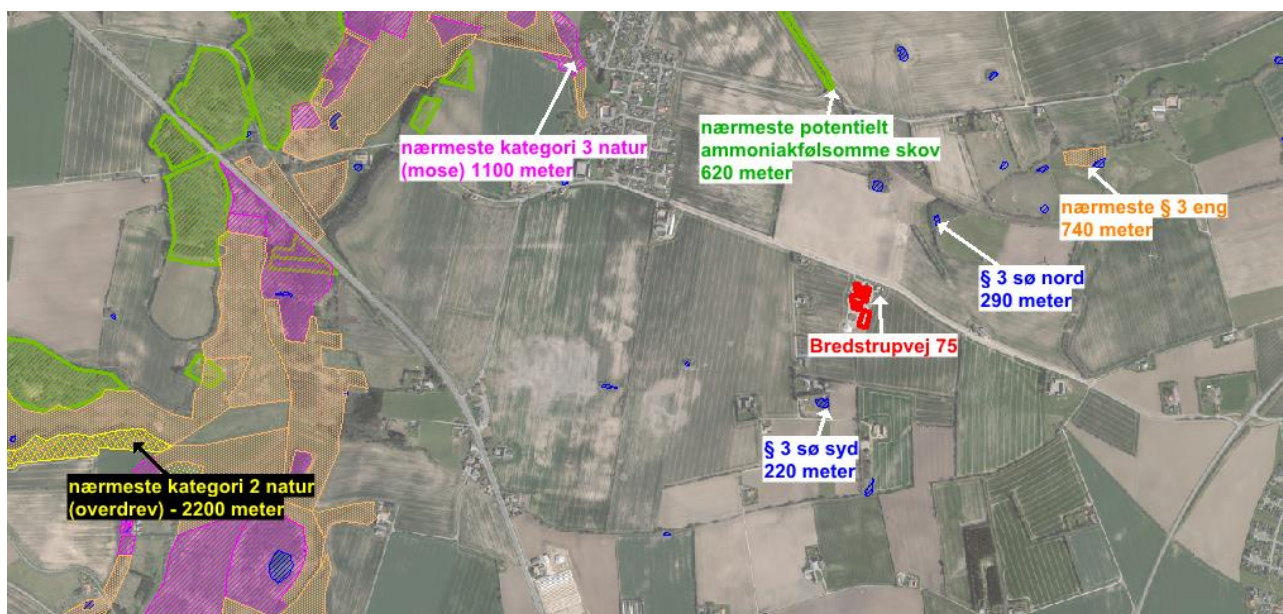 nærmeste kategori 3 natur
(mose) 1100 meter
nærmeste potentielt
ammoniakfølsomme skov
620 meter
nærmeste § 3 eng
740 meter
§ 3 sø nord
290 meter
Bredstrupvej 75
§ 3 sø syd
220 meter
nærmeste kategori 2 natur
(overdrev) - 2200 meter